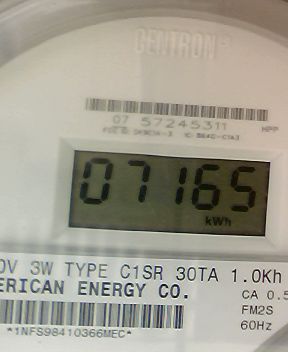 CENTRON®
07 57245311
07165
kWh
0V 3W TYPE C1SR 30TA 1.0Kh
ERICAN ENERGY CO.
CA 0.5
FM2S
*1NFS98410366MEC*
60Hz